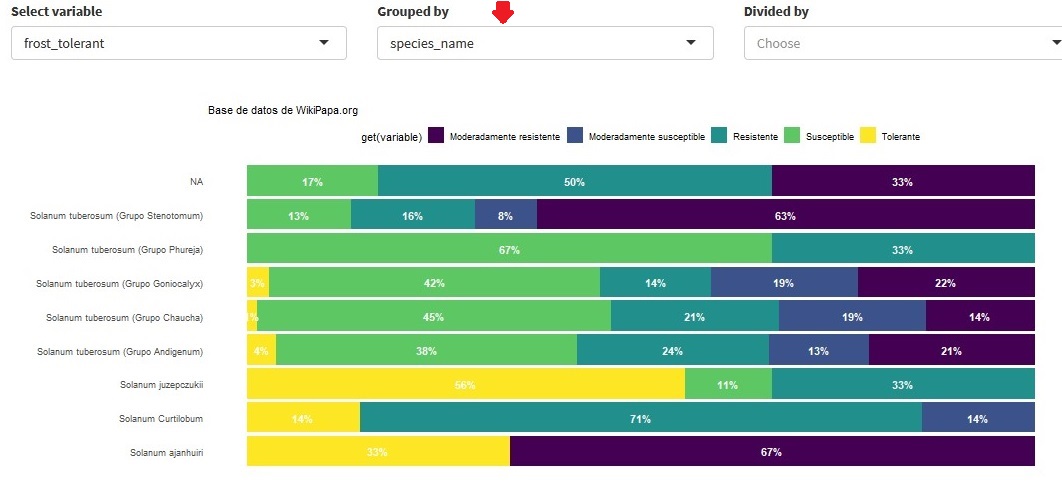 Select variable
Grouped by
Divided by
frost_tolerant
species_name
Choose
Base de datos de WikiPapa.org
get(variable) Moderadamente resistente Moderadamente susceptible Resistente Susceptible Tolerante
NA 17% 50% 33%
Solanum tuberosum (Grupo Stenotomum) 13% 16% 8% 63%
Solanum tuberosum (Grupo Phureja) 67% 33%
Solanum tuberosum (Grupo Goniocalyx) 3% 42% 14% 19% 22%
Solanum tuberosum (Grupo Chaucha) 1% 45% 21% 19% 14%
Solanum tuberosum (Grupo Andigenum) 4% 38% 24% 13% 21%
Solanum juzepczukii 56% 11% 33%
Solanum Curtilobum 14% 71% 14%
Solanum ajanhuiri 33% 67%